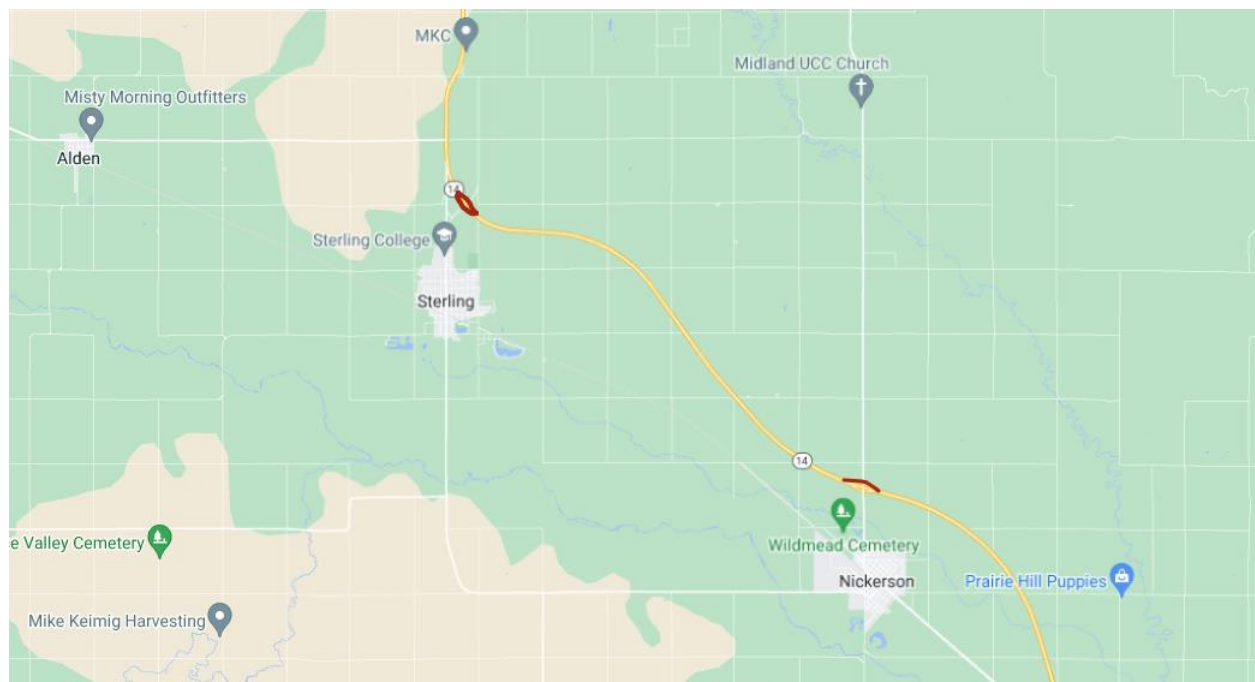 MKC
Midland UCC Church
Misty Morning Outfitters
Alden
14
Sterling College
Sterling
14
Wildmead Cemetery
e Valley Cemetery
Nickerson
Prairie Hill Puppies
Mike Keimig Harvesting